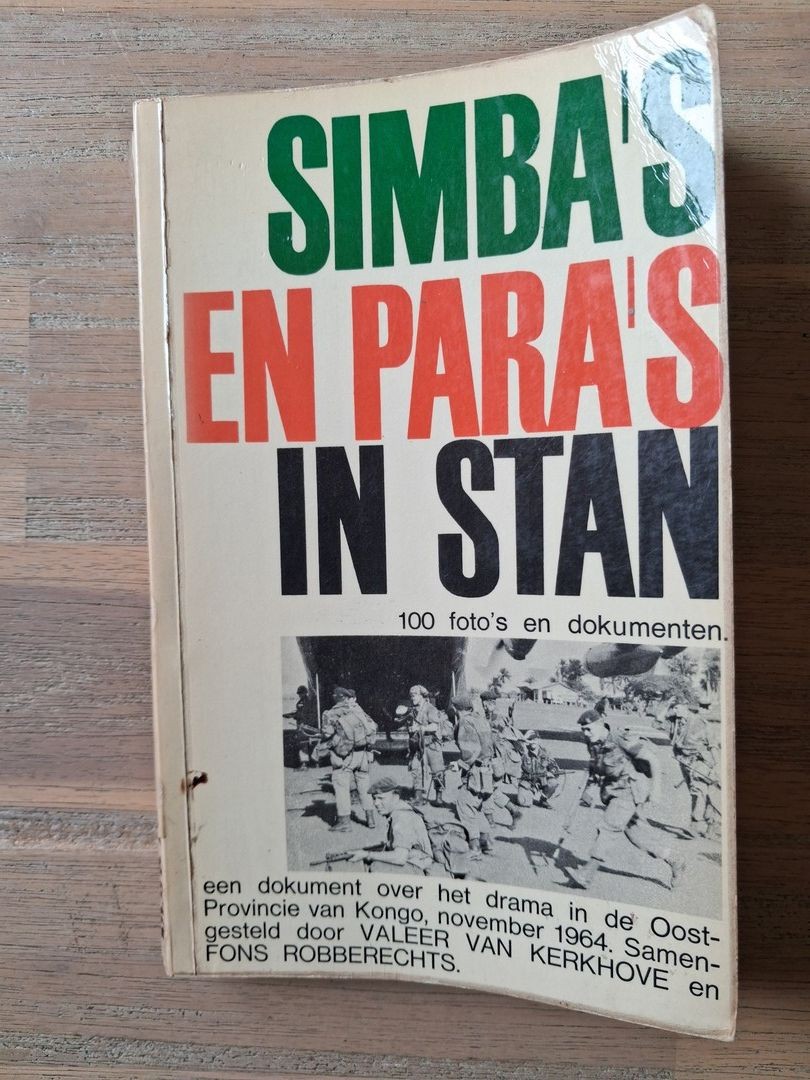 SIMBA'S
EN PARA'S
IN STAN
100 foto's en dokumenten.
een dokument over het drama in de Oost-
Provincie van Kongo, november 1964. Samen-
gesteld door VALEER VAN KERKHOVE en
FONS ROBBERECHTS.